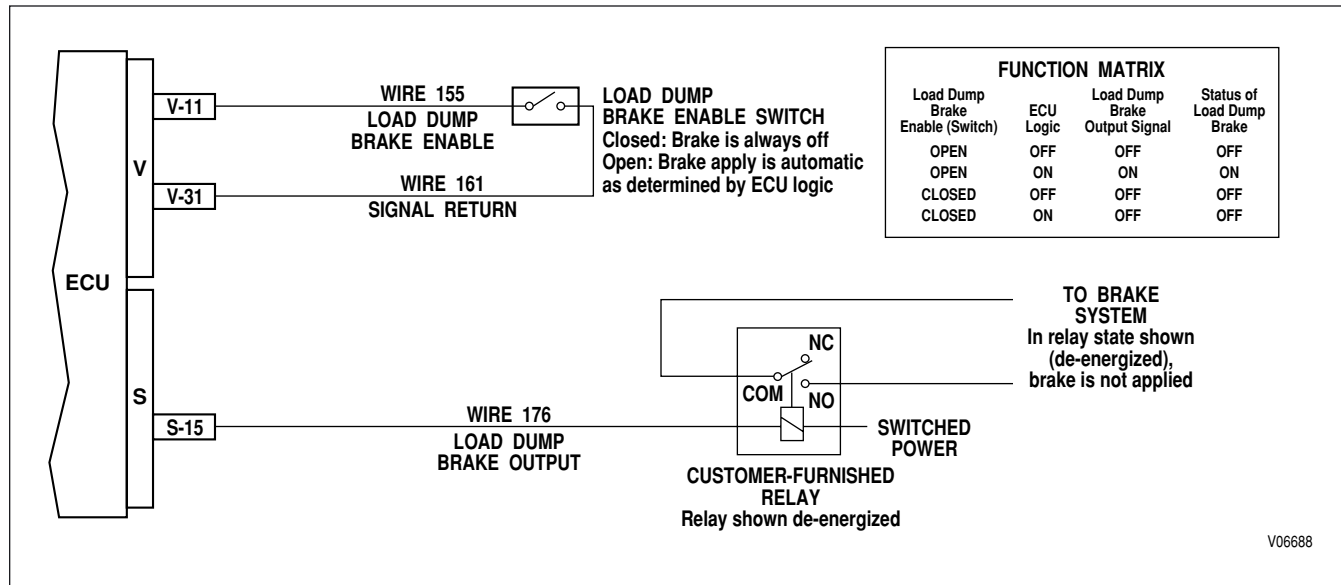 ECU
V
S
V-11
V-31
S-15
WIRE 155
LOAD DUMP
BRAKE ENABLE
WIRE 161
SIGNAL RETURN
LOAD DUMP
BRAKE ENABLE SWITCH
Closed: Brake is always off
Open: Brake apply is automatic
as determined by ECU logic
FUNCTION MATRIX
Load Dump Brake Enable (Switch) ECU Logic Load Dump Brake Output Signal Status of Load Dump Brake
OPEN OFF OFF OFF
OPEN ON ON ON
CLOSED OFF OFF OFF
CLOSED ON OFF OFF
WIRE 176
LOAD DUMP
BRAKE OUTPUT
NC
COM
NO
TO BRAKE
SYSTEM
In relay state shown
(de-energized),
brake is not applied
SWITCHED
POWER
CUSTOMER-FURNISHED
RELAY
Relay shown de-energized
V06688